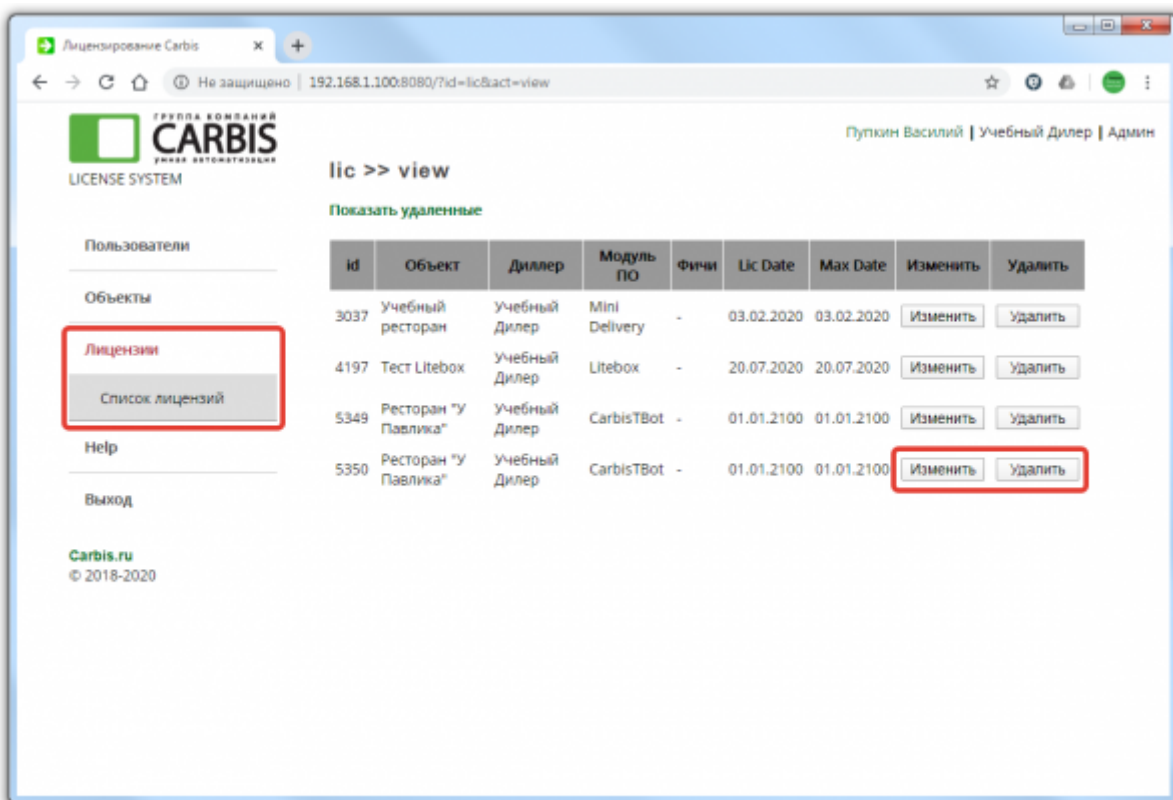 Лицензирование Carbis
Не защищено 192.168.1.100:8080/?id=lic&act=view
ГРУППА КОМПАНИЙ
CARBIS
умная автоматизация
LICENSE SYSTEM
Пупкин Василий | Учебный Дилер | Админ
lic >> view
Показать удаленные
Пользователи
Объекты
Лицензии
Список лицензий
Help
Выход
Carbis.ru
© 2018-2020
id Объект Диллер Модуль ПО Фичи Lic Date Max Date Изменить Удалить
3037 Учебный ресторан Учебный Дилер Mini Delivery - 03.02.2020 03.02.2020 Изменить Удалить
4197 Тест Litebox Учебный Дилер Litebox - 20.07.2020 20.07.2020 Изменить Удалить
5349 Ресторан "У Павлика" Учебный Дилер CarbisTBot - 01.01.2100 01.01.2100 Изменить Удалить
5350 Ресторан "У Павлика" Учебный Дилер CarbisTBot - 01.01.2100 01.01.2100 Изменить Удалить